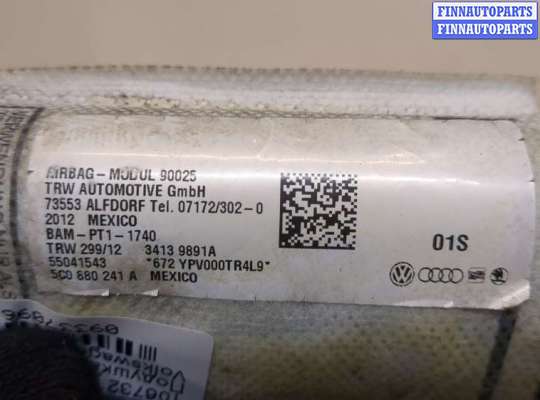 FINNAUTOPARTS
FINNAUTOPARTS
AIRBAG-MODUL 90025
TRW AUTOMOTIVE GmbH
73553 ALFDORF Tel. 07172/302-0
2012 MEXICO
BAM-PT1-1740
TRW 299/12 3413 9891A
55041543 *672 YPV000TR4L9*
5C0 880 241 A MEXICO
01S